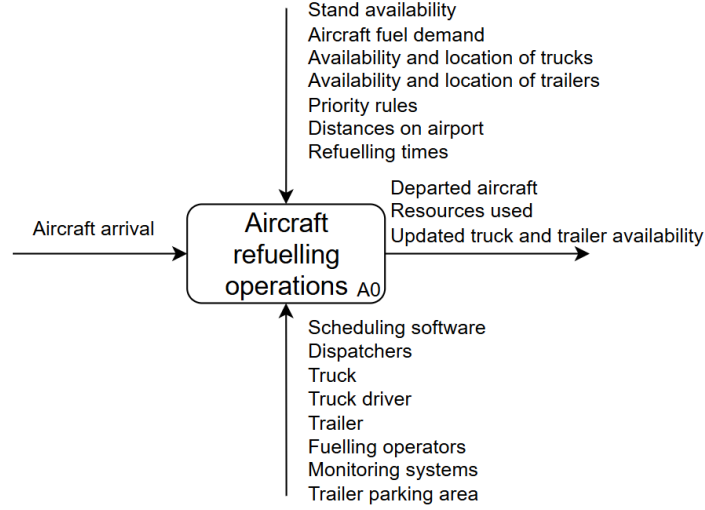 Stand availability
Aircraft fuel demand
Availability and location of trucks
Availability and location of trailers
Priority rules
Distances on airport
Refuelling times
Aircraft arrival
Aircraft
refuelling
operations A0
Departed aircraft
Resources used
Updated truck and trailer availability
Scheduling software
Dispatchers
Truck
Truck driver
Trailer
Fuelling operators
Monitoring systems
Trailer parking area